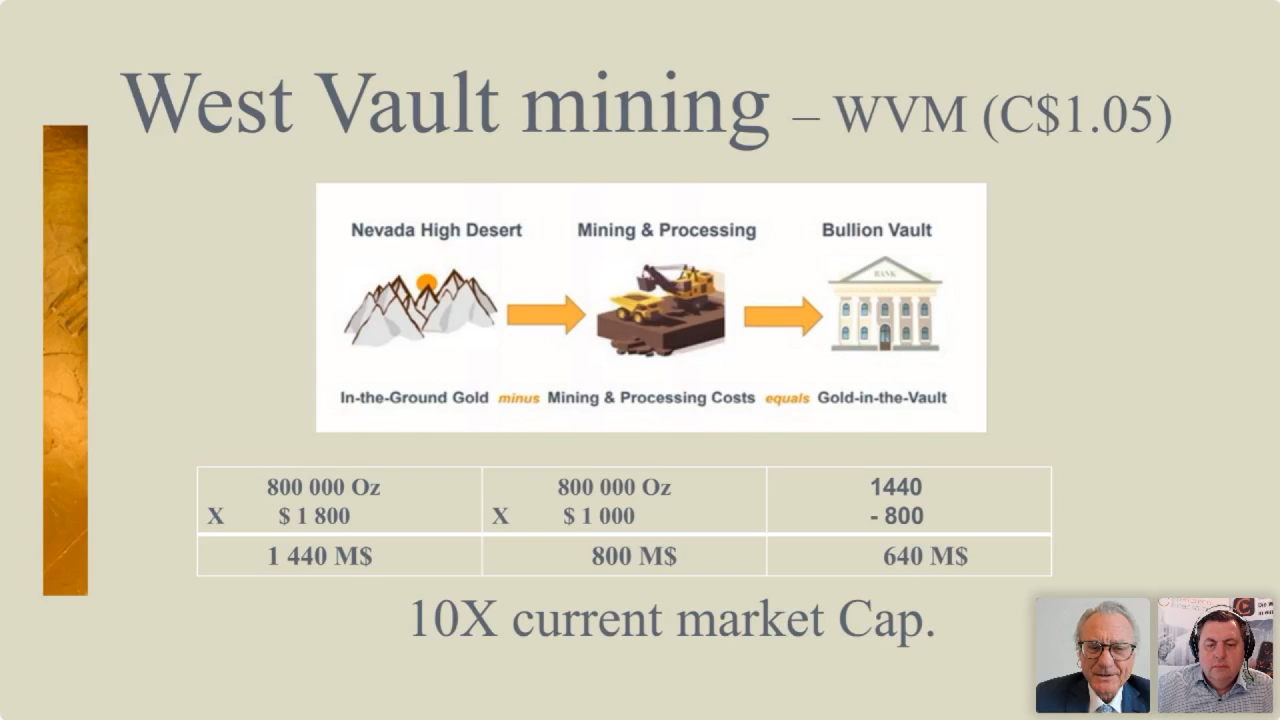 West Vault mining – WVM (C$1.05)
Nevada High Desert Mining & Processing Bullion Vault
BANK
In-the-Ground Gold minus Mining & Processing Costs equals Gold-in-the-Vault
800 000 Oz 800 000 Oz 1440
X $ 1 800 X $ 1 000 - 800
1 440 M$ 800 M$ 640 M$
10X current market Cap.